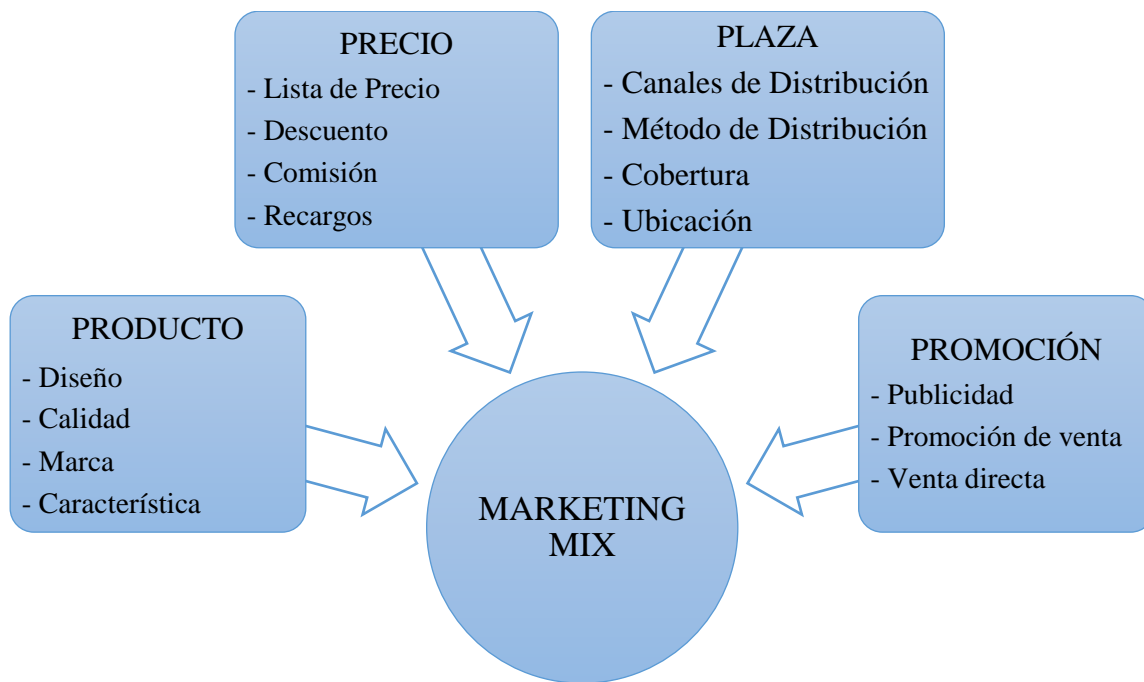 PRECIO
- Lista de Precio
- Descuento
- Comisión
- Recargos
PLAZA
- Canales de Distribución
- Método de Distribución
- Cobertura
- Ubicación
PRODUCTO
- Diseño
- Calidad
- Marca
- Característica
PROMOCIÓN
- Publicidad
- Promoción de venta
- Venta directa
MARKETING
MIX